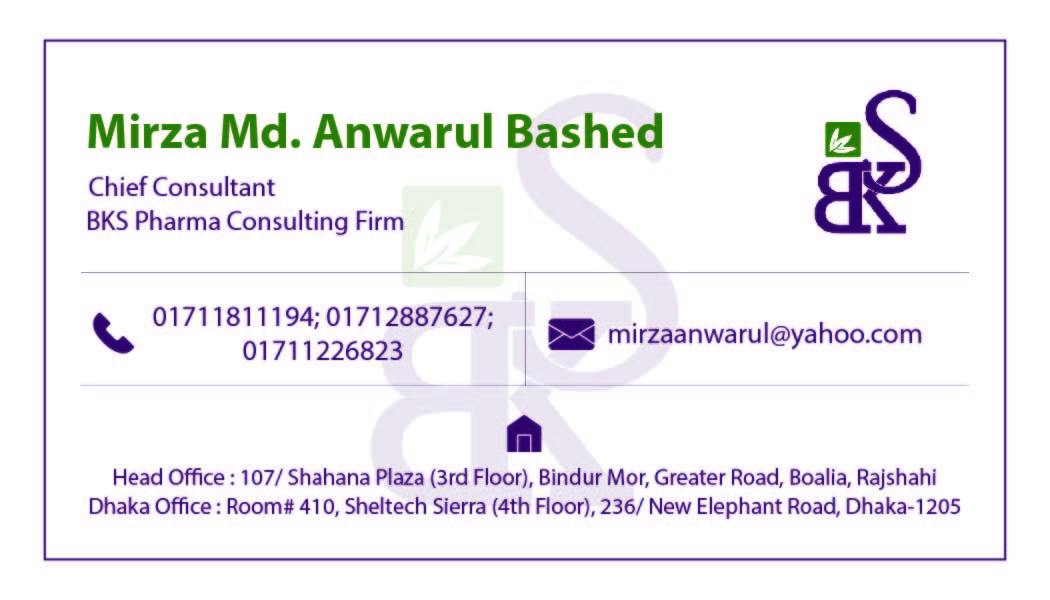 Mirza Md. Anwarul Bashed
BKS
Chief Consultant
BKS Pharma Consulting Firm
01711811194; 01712887627;
01711226823
mirzaanwarul@yahoo.com
Head Office : 107/ Shahana Plaza (3rd Floor), Bindur Mor, Greater Road, Boalia, Rajshahi
Dhaka Office : Room# 410, Sheltech Sierra (4th Floor), 236/ New Elephant Road, Dhaka-1205